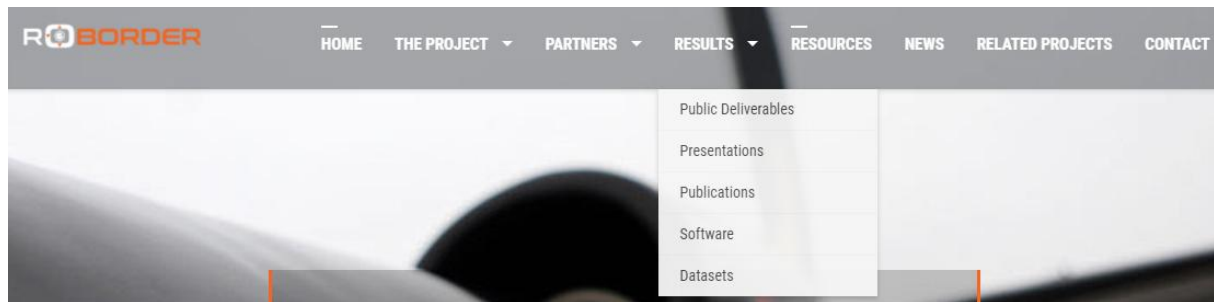 ROBORDER
HOME THE PROJECT PARTNERS RESULTS RESOURCES NEWS RELATED PROJECTS CONTACT
Public Deliverables
Presentations
Publications
Software
Datasets